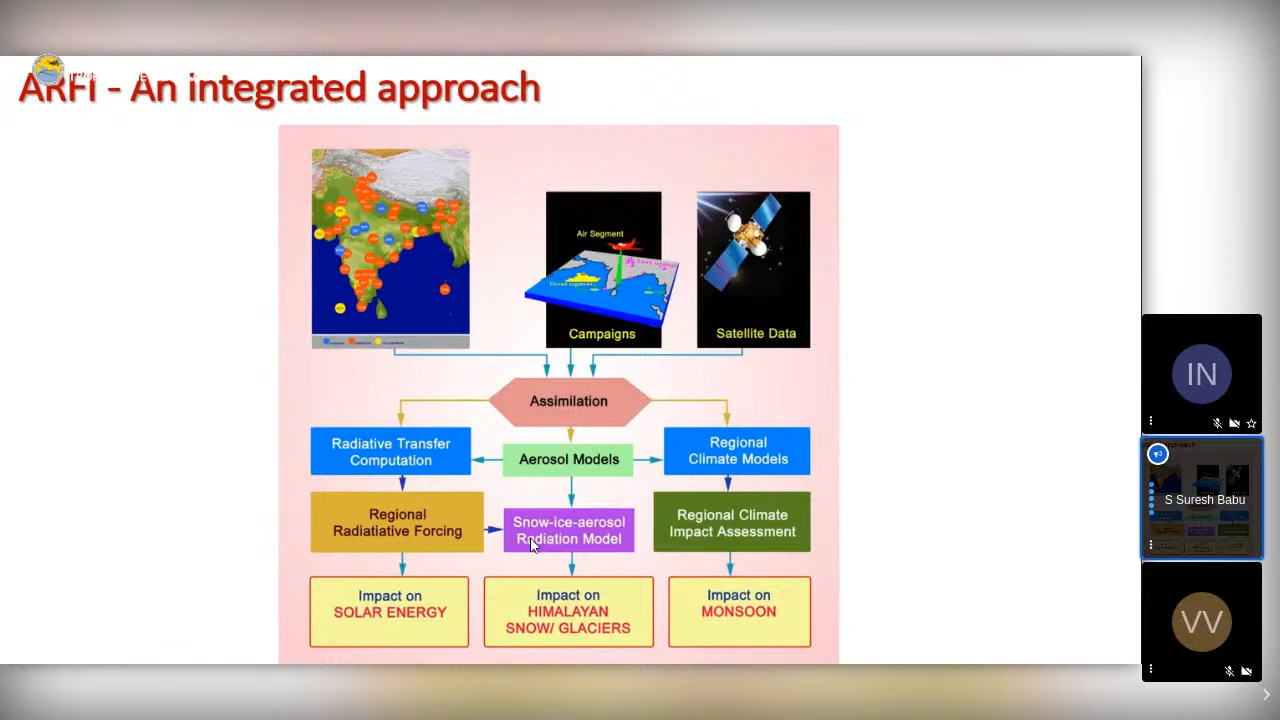 ARFI - An integrated approach
Air Segment
Campaigns
Satellite Data
Assimilation
Radiative Transfer
Computation
Aerosol Models
Regional
Climate Models
Regional
Radiatiative Forcing
Snow-ice-aerosol
Radiation Model
Regional Climate
Impact Assessment
Impact on
SOLAR ENERGY
Impact on
HIMALAYAN
SNOW/ GLACIERS
Impact on
MONSOON
IN
S Suresh Babu
VV